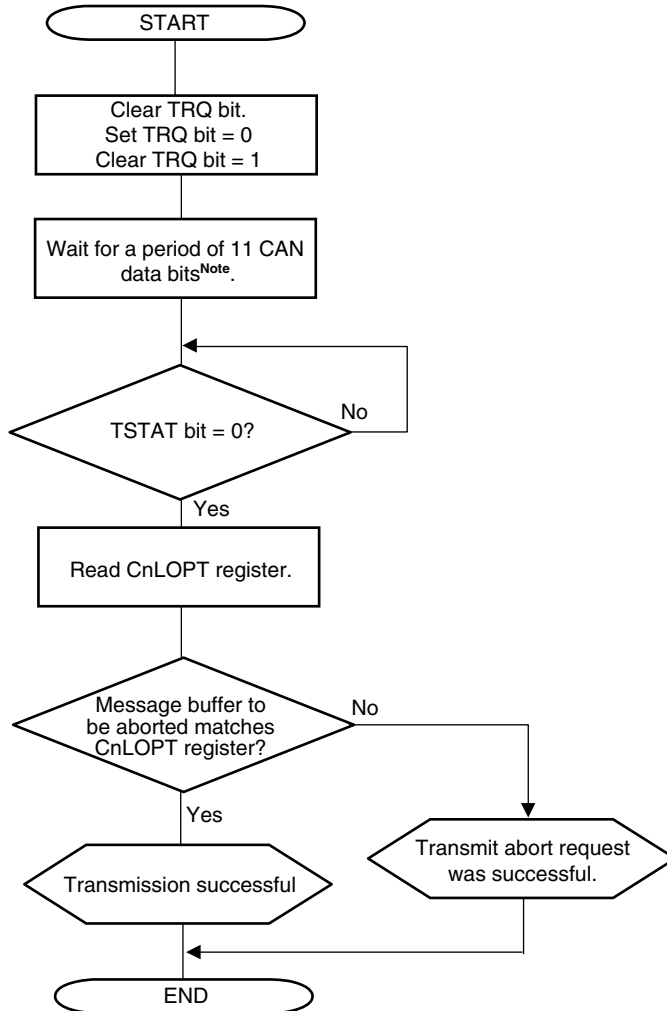 START
Clear TRQ bit.
Set TRQ bit = 0
Clear TRQ bit = 1
Wait for a period of 11 CAN
data bitsNote.
No
TSTAT bit = 0?
Yes
Read CnLOPT register.
Message buffer to
be aborted matches
CnLOPT register?
No
Yes
Transmit abort request
was successful.
Transmission successful
END